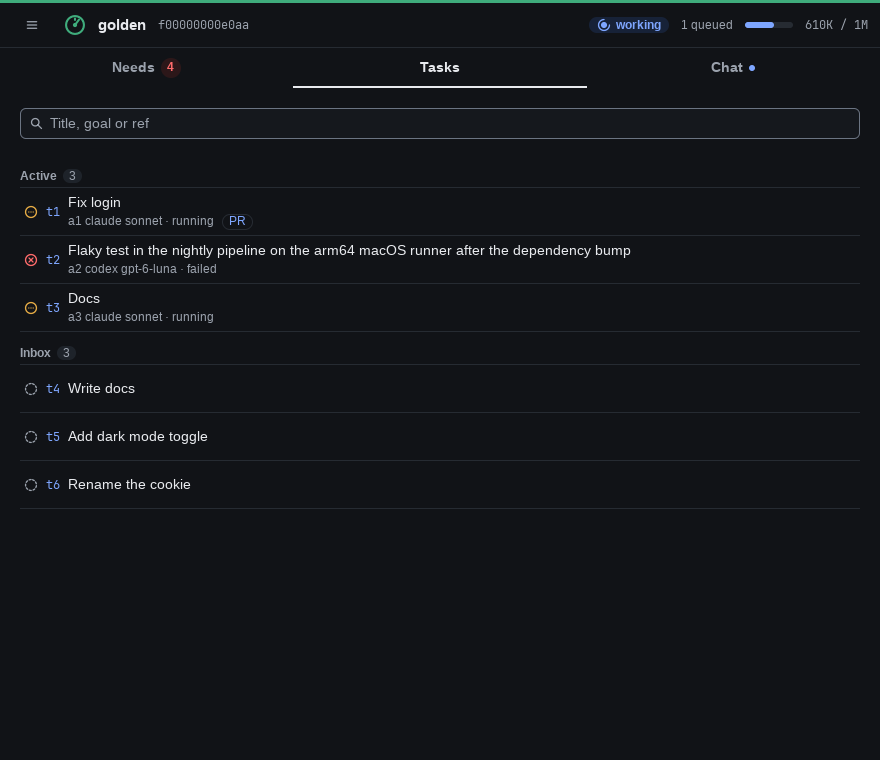 golden f00000000e0aa working 1 queued 610K / 1M
Needs 4 Tasks Chat
Title, goal or ref
Active 3
t1 Fix login
a1 claude sonnet · running PR
t2 Flaky test in the nightly pipeline on the arm64 macOS runner after the dependency bump
a2 codex gpt-6-luna · failed
t3 Docs
a3 claude sonnet · running
Inbox 3
t4 Write docs
t5 Add dark mode toggle
t6 Rename the cookie